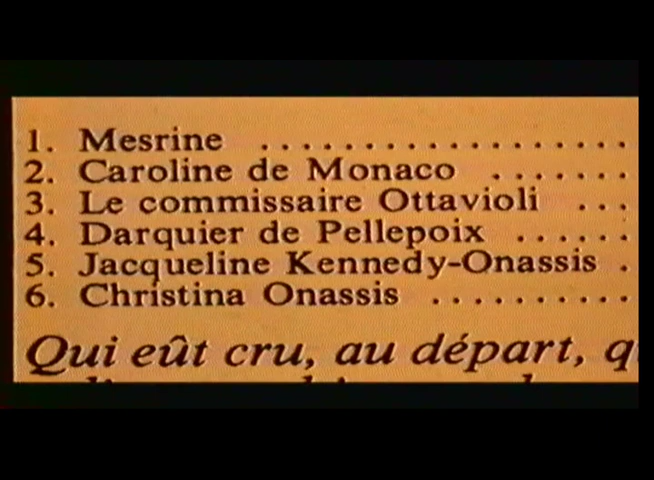 1. Mesrine ......................
2. Caroline de Monaco ........
3. Le commissaire Ottavioli ...
4. Darquier de Pellepoix .......
5. Jacqueline Kennedy-Onassis .
6. Christina Onassis ............
Qui eût cru, au départ, q